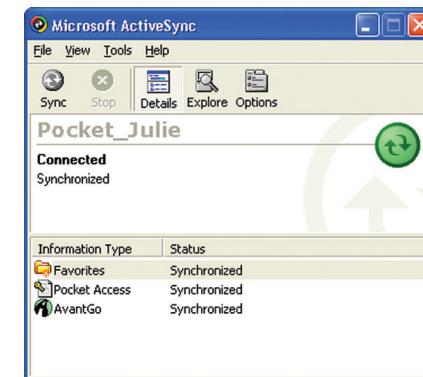 Microsoft ActiveSync
File View Tools Help
Sync Stop Details Explore Options
Pocket_Julie
Connected
Synchronized
Information Type Status
Favorites Synchronized
Pocket Access Synchronized
AvantGo Synchronized